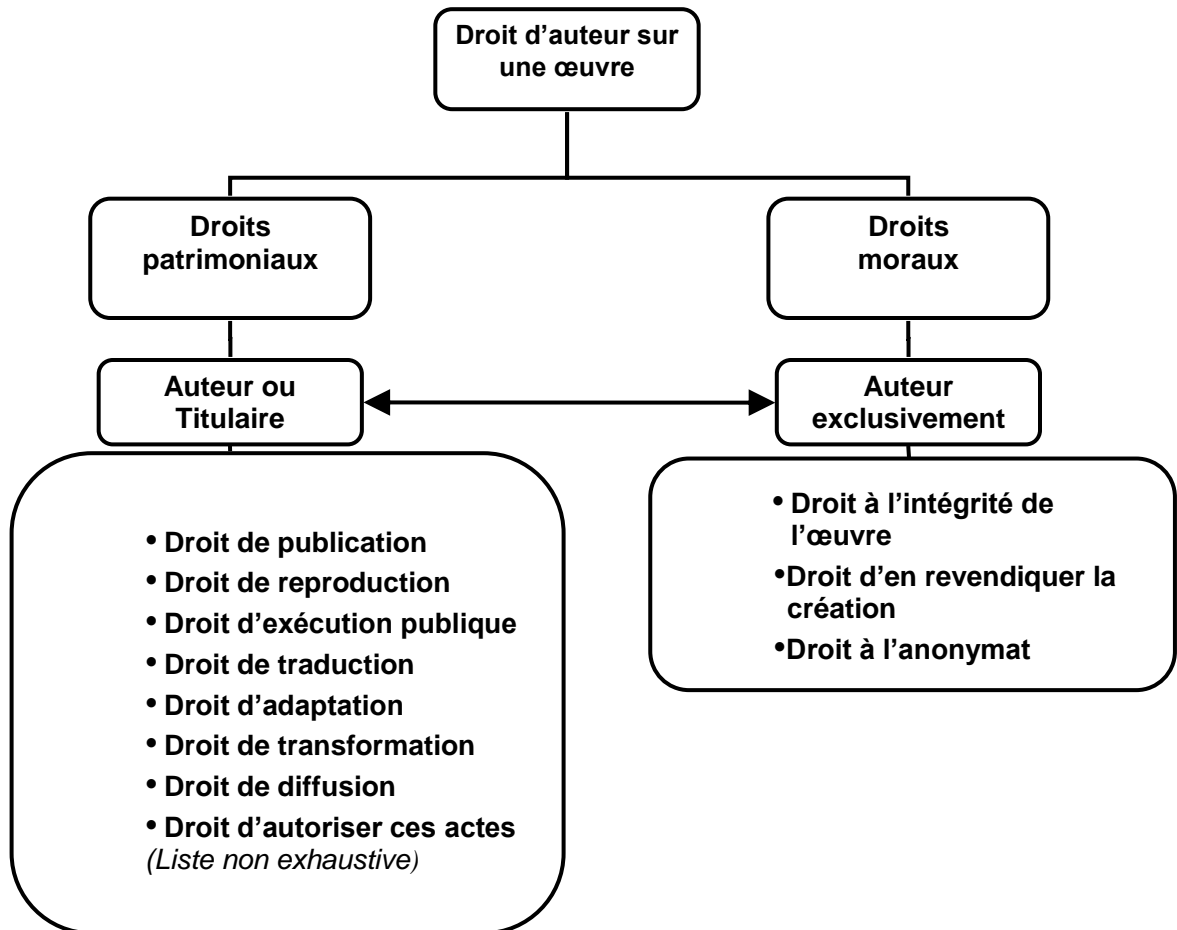 Droit d’auteur sur
une œuvre
Droits
patrimoniaux
Droits
moraux
Auteur ou
Titulaire
Auteur
exclusivement
• Droit de publication
• Droit de reproduction
• Droit d’exécution publique
• Droit de traduction
• Droit d’adaptation
• Droit de transformation
• Droit de diffusion
• Droit d’autoriser ces actes
(Liste non exhaustive)
• Droit à l’intégrité de
l’œuvre
•Droit d’en revendiquer la
création
•Droit à l’anonymat